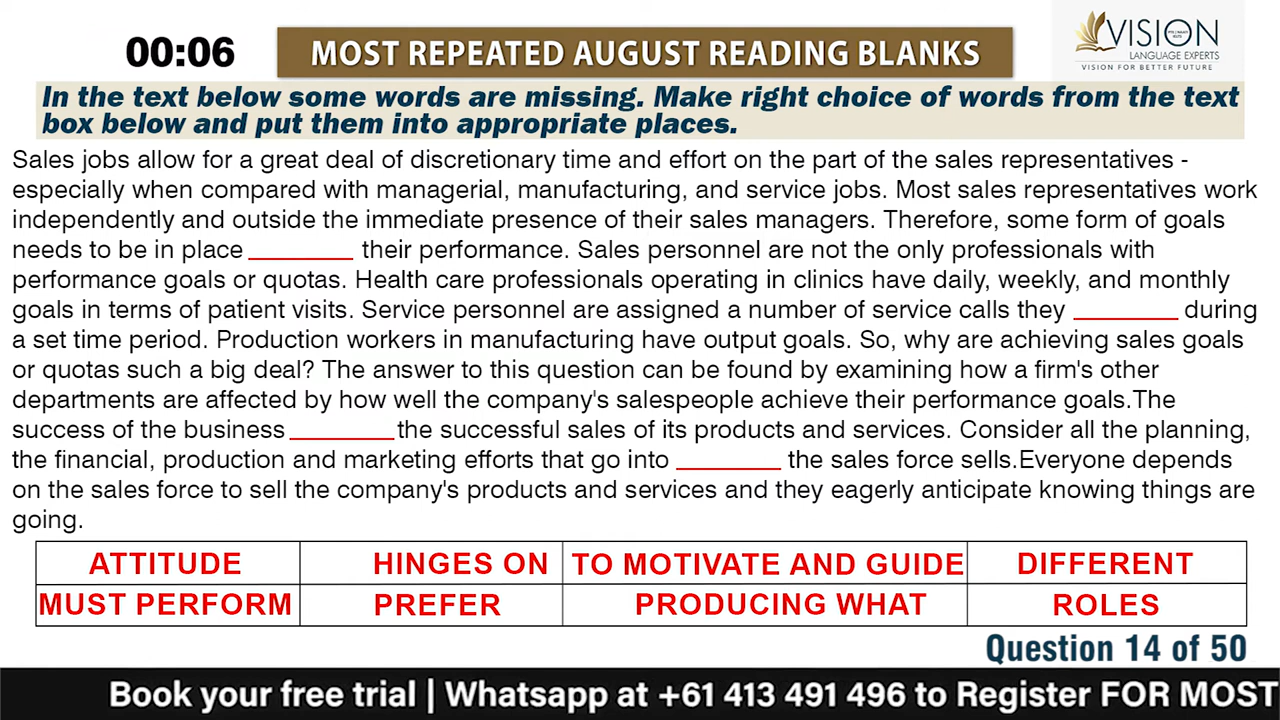 00:06
MOST REPEATED AUGUST READING BLANKS
VISION
LANGUAGE EXPERTS
VISION FOR BETTER FUTURE
In the text below some words are missing. Make right choice of words from the text
box below and put them into appropriate places.
Sales jobs allow for a great deal of discretionary time and effort on the part of the sales representatives -
especially when compared with managerial, manufacturing, and service jobs. Most sales representatives work
independently and outside the immediate presence of their sales managers. Therefore, some form of goals
needs to be in place ________ their performance. Sales personnel are not the only professionals with
performance goals or quotas. Health care professionals operating in clinics have daily, weekly, and monthly
goals in terms of patient visits. Service personnel are assigned a number of service calls they ________ during
a set time period. Production workers in manufacturing have output goals. So, why are achieving sales goals
or quotas such a big deal? The answer to this question can be found by examining how a firm's other
departments are affected by how well the company's salespeople achieve their performance goals.The
success of the business ________the successful sales of its products and services. Consider all the planning,
the financial, production and marketing efforts that go into ________ the sales force sells.Everyone depends
on the sales force to sell the company's products and services and they eagerly anticipate knowing things are
going.
ATTITUDE HINGES ON TO MOTIVATE AND GUIDE DIFFERENT
MUST PERFORM PREFER PRODUCING WHAT ROLES
Question 14 of 50
Book your free trial | Whatsapp at +61 413 491 496 to Register FOR MOST